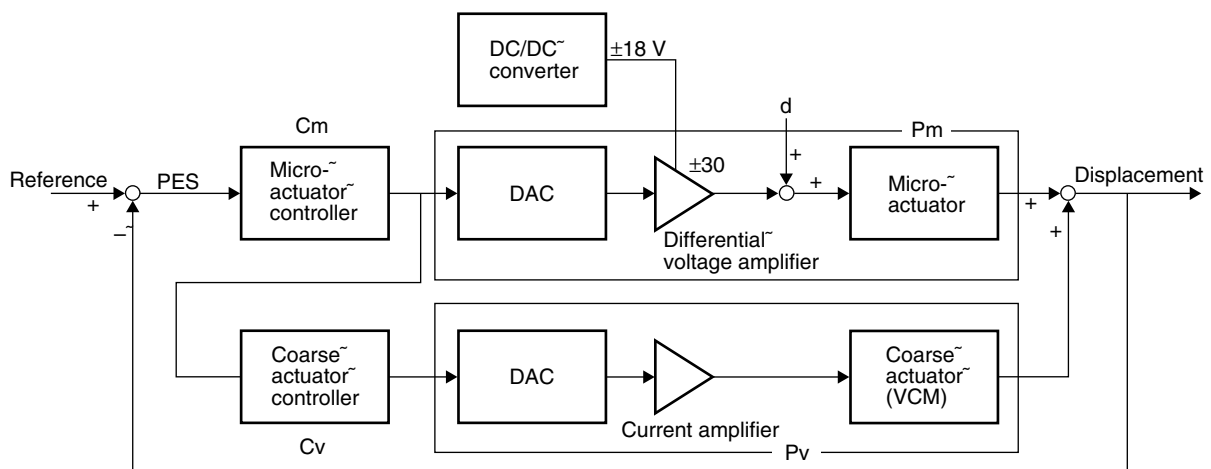 DC/DC˜
converter
±18 V
Cm
d
Pm
Reference
+
PES
−˜
Micro-˜
actuator˜
controller
DAC
±30
+
+
Micro-˜
actuator
+
+
Displacement
Differential˜
voltage amplifier
Coarse˜
actuator˜
controller
DAC
Coarse˜
actuator˜
(VCM)
Current amplifier
Cv
Pv